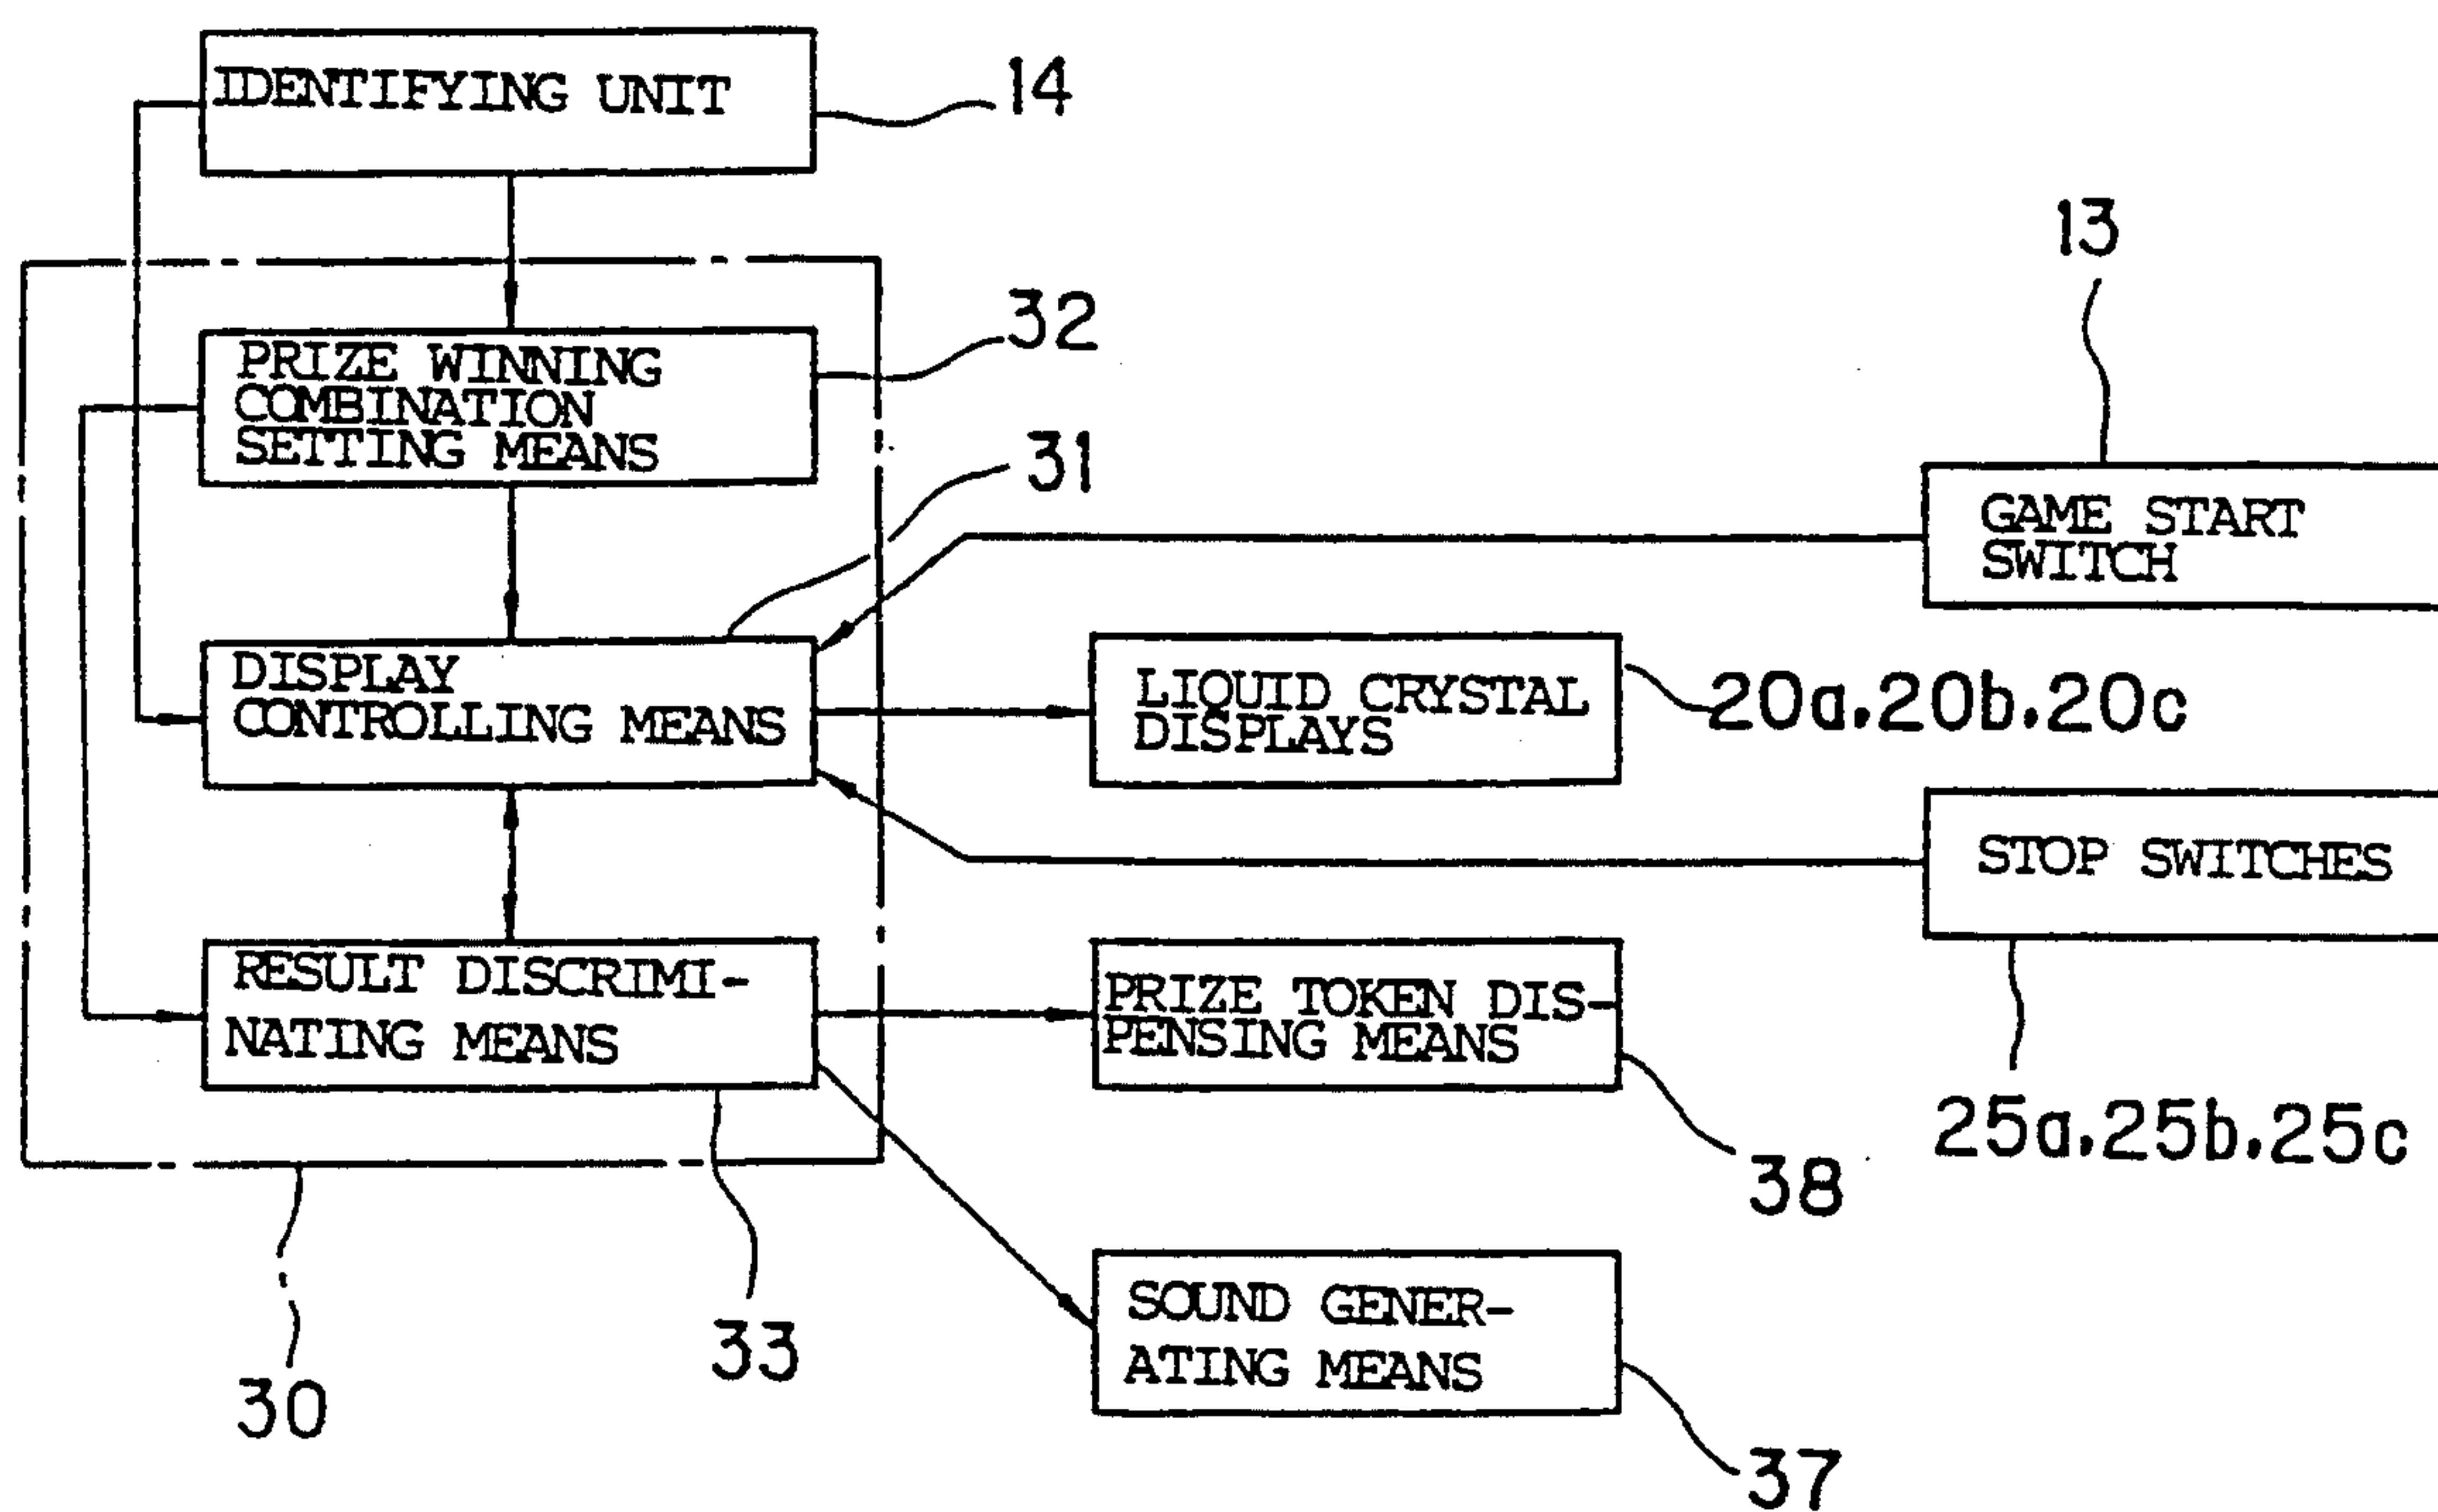 IDENTIFYING UNIT
14
13
PRIZE WINNING
COMBINATION
SETTING MEANS
32
31
GAME START
SWITCH
DISPLAY
CONTROLLING MEANS
LIQUID CRYSTAL
DISPLAYS
20a.20b.20c
STOP SWITCHES
25a.25b.25c
RESULT DISCRIMI-
NATING MEANS
PRIZE TOKEN DIS-
PENSING MEANS
38
33
30
SOUND GENER-
ATING MEANS
37